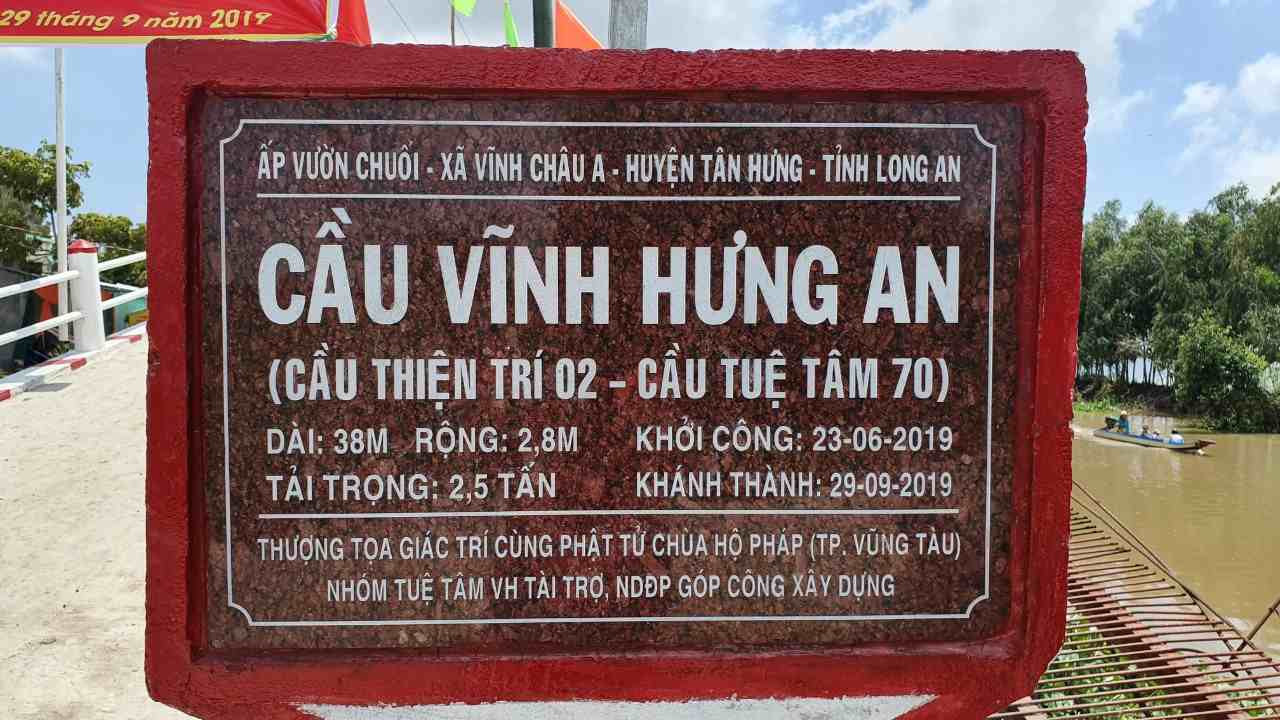 29 tháng 9 năm 2019
ẤP VƯỜN CHUỐI - XÃ VĨNH CHÂU A - HUYỆN TÂN HƯNG - TỈNH LONG AN
CẦU VĨNH HƯNG AN
(CẦU THIỆN TRÍ 02 - CẦU TUỆ TÂM 70)
DÀI: 38M RỘNG: 2,8M KHỞI CÔNG: 23-06-2019
TẢI TRỌNG: 2,5 TẤN KHÁNH THÀNH: 29-09-2019
THƯỢNG TỌA GIÁC TRÍ CÙNG PHẬT TỬ CHÙA HỘ PHÁP (TP. VŨNG TÀU)
NHÓM TUỆ TÂM VH TÀI TRỢ, NDĐP GÓP CÔNG XÂY DỰNG